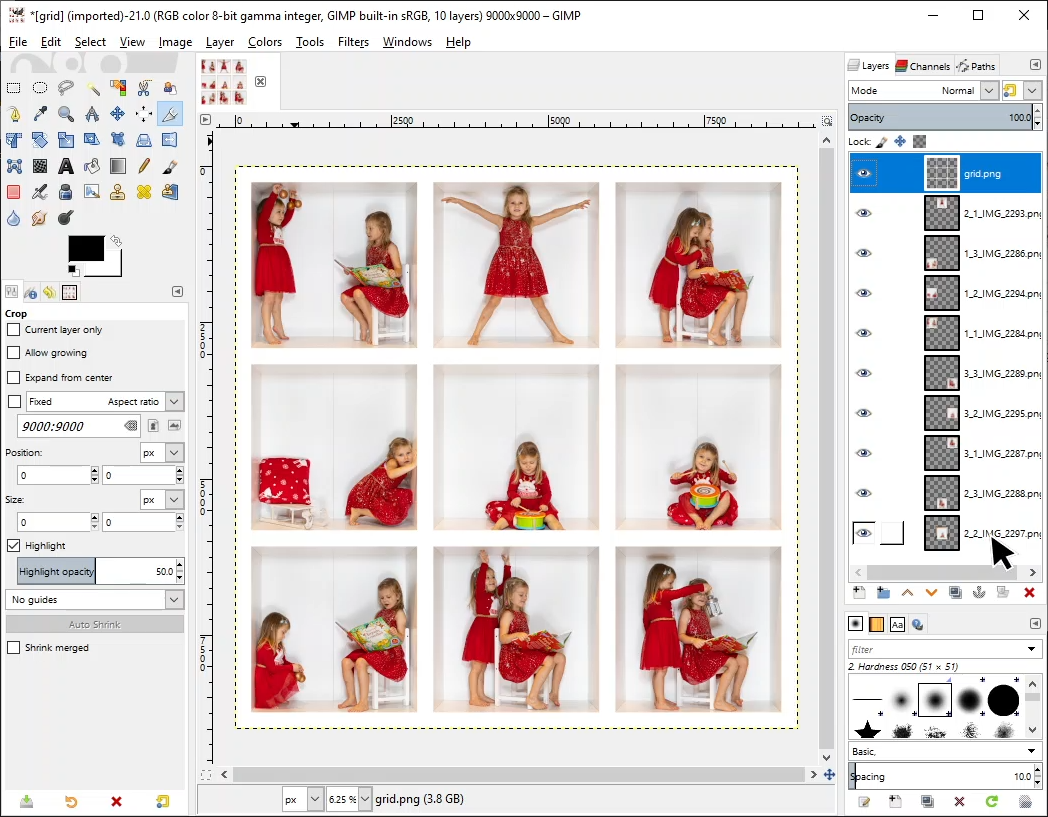 *[grid] (imported)-21.0 (RGB color 8-bit gamma integer, GIMP built-in sRGB, 10 layers) 9000x9000 – GIMP
File Edit Select View Image Layer Colors Tools Filters Windows Help
Layers Channels Paths
Mode Normal
Opacity 100.0
Lock:
grid.png
2_1_IMG_2293.png
1_3_IMG_2286.png
1_2_IMG_2294.png
1_1_IMG_2284.png
3_3_IMG_2289.png
3_2_IMG_2295.png
3_1_IMG_2287.png
2_3_IMG_2288.png
2_2_IMG_2297.png
0 2500 5000 7500
0
2500
5000
7500
Crop
Current layer only
Allow growing
Expand from center
Fixed Aspect ratio
9000:9000
Position: px
0 0
Size: px
0 0
Highlight
Highlight opacity 50.0
No guides
Auto Shrink
Shrink merged
filter
2. Hardness 050 (51 × 51)
Basic,
Spacing 10.0
px 6.25 % grid.png (3.8 GB)
Aa